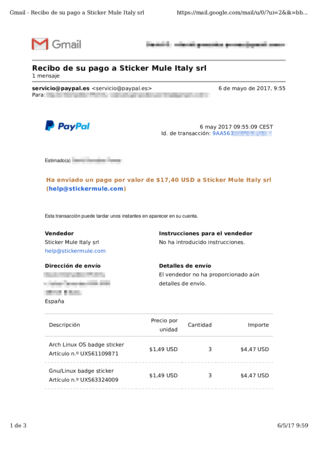 Gmail - Recibo de su pago a Sticker Mule Italy srl
https://mail.google.com/mail/u/0/?ui=2&ik=bb...
Gmail
Recibo de su pago a Sticker Mule Italy srl
1 mensaje
servicio@paypal.es <servicio@paypal.es> 6 de mayo de 2017, 9:55
Para:
PayPal
6 may 2017 09:55:09 CEST
Id. de transacción: 9AA563
Estimado(a)
Ha enviado un pago por valor de $17,40 USD a Sticker Mule Italy srl
(help@stickermule.com)
Esta transacción puede tardar unos instantes en aparecer en su cuenta.
Vendedor
Sticker Mule Italy srl
help@stickermule.com
Instrucciones para el vendedor
No ha introducido instrucciones.
Dirección de envío
España
Detalles de envío
El vendedor no ha proporcionado aún
detalles de envío.
Descripción Precio por unidad Cantidad Importe
Arch Linux OS badge sticker
Artículo n.º UXS61109871 $1,49 USD 3 $4,47 USD
Gnu/Linux badge sticker
Artículo n.º UXS63324009 $1,49 USD 3 $4,47 USD
1 de 3 6/5/17 9:59